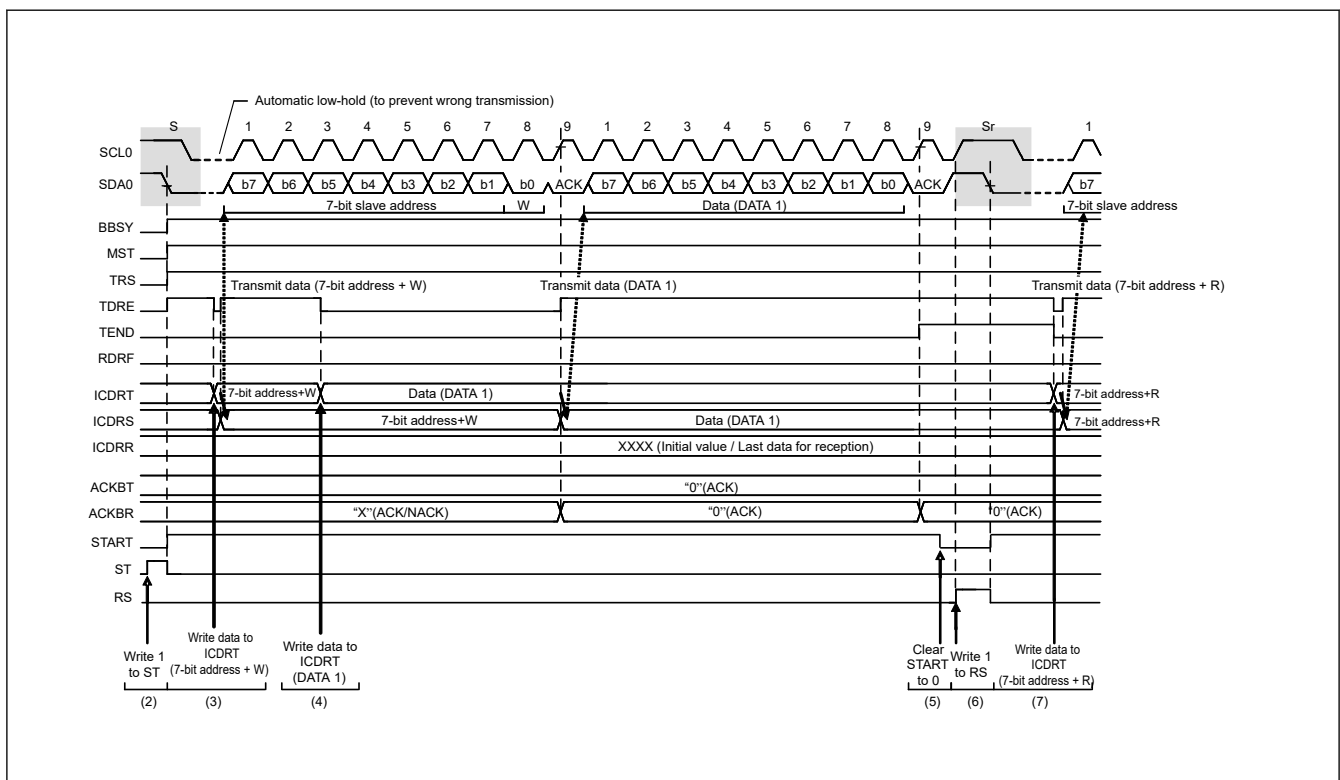 Automatic low-hold (to prevent wrong transmission)
S 1 2 3 4 5 6 7 8 9 1 2 3 4 5 6 7 8 9 Sr 1
SCL0
SDA0 b7 b6 b5 b4 b3 b2 b1 b0 ACK b7 b6 b5 b4 b3 b2 b1 b0 ACK b7
7-bit slave address W Data (DATA 1) 7-bit slave address
BBSY
MST
TRS
Transmit data (7-bit address + W) Transmit data (DATA 1) Transmit data (7-bit address + R)
TDRE
TEND
RDRF
ICDRT 7-bit address+W Data (DATA 1) 7-bit address+R
ICDRS 7-bit address+W Data (DATA 1) 7-bit address+R
ICDRR XXXX (Initial value / Last data for reception)
ACKBT “0”(ACK)
ACKBR “X”(ACK/NACK) “0”(ACK) “0”(ACK)
START
ST
RS
Write 1
to ST
Write data to
ICDRT
(7-bit address + W)
Write data to
ICDRT
(DATA 1)
Clear
START
to 0
Write 1
to RS
Write data to
ICDRT
(7-bit address + R)
(2) (3) (4) (5) (6) (7)